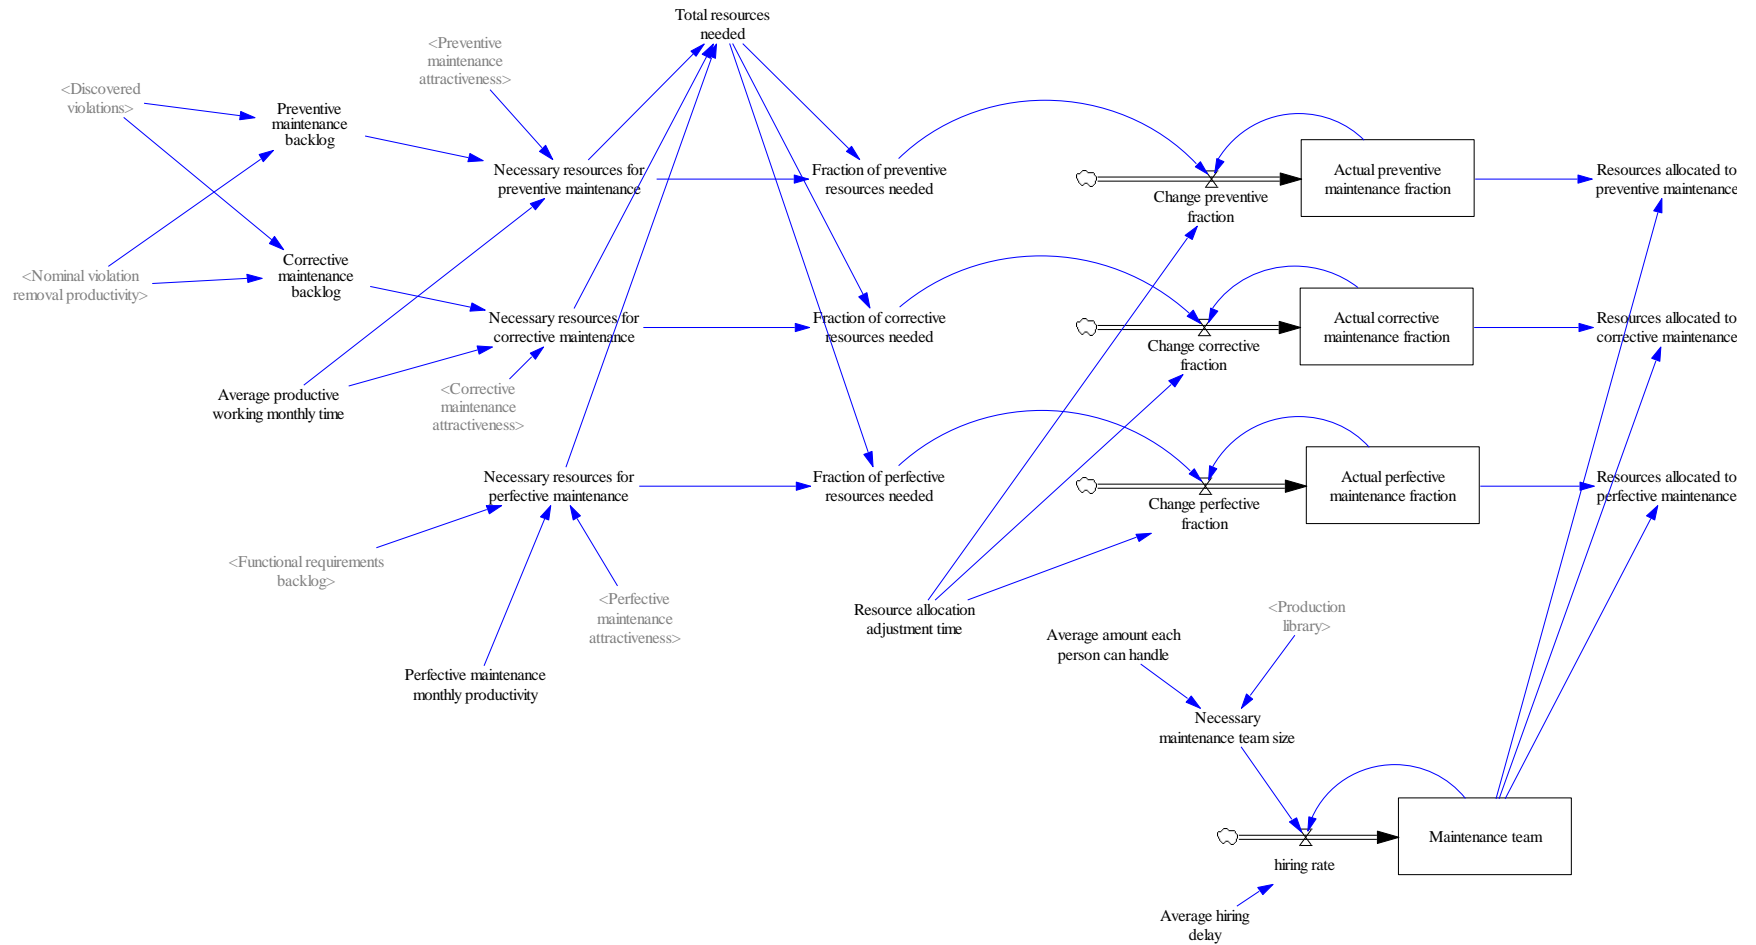 Total resources
needed
<Preventive
maintenance
attractiveness>
<Discovered
violations>
Preventive
maintenance
backlog
Necessary resources for
preventive maintenance
Fraction of preventive
resources needed
Change preventive
fraction
Actual preventive
maintenance fraction
Resources allocated to
preventive maintenance
<Nominal violation
removal productivity>
Corrective
maintenance
backlog
Necessary resources for
corrective maintenance
Fraction of corrective
resources needed
Change corrective
fraction
Actual corrective
maintenance fraction
Resources allocated to
corrective maintenance
Average productive
working monthly time
<Corrective
maintenance
attractiveness>
Necessary resources for
perfective maintenance
Fraction of perfective
resources needed
Change perfective
fraction
Actual perfective
maintenance fraction
Resources allocated to
perfective maintenance
<Functional requirements
backlog>
<Perfective
maintenance
attractiveness>
Resource allocation
adjustment time
Average amount each
person can handle
<Production
library>
Perfective maintenance
monthly productivity
Necessary
maintenance team size
Maintenance team
hiring rate
Average hiring
delay